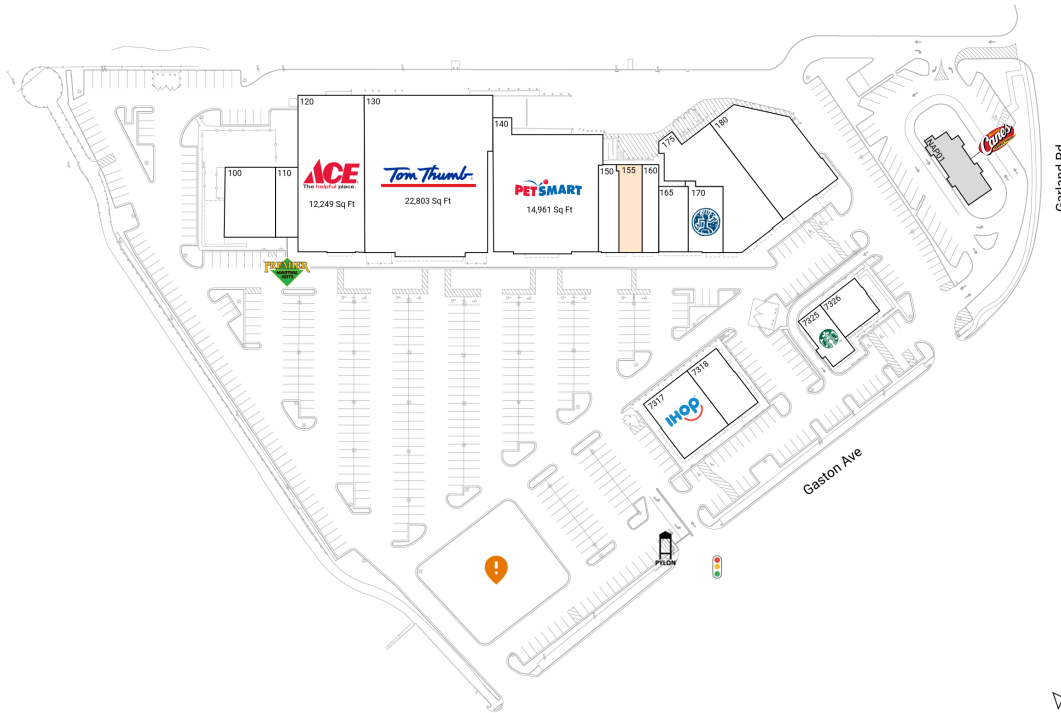 120
130
140
180
175
NAP01
Cane's
Garland Rd
ACE
The helpful place.
12,249 Sq Ft
Tom Thumb
22,803 Sq Ft
PETSMART
14,961 Sq Ft
100
110
150
155
160
165
170
PREMIER
MARTIAL
ARTS
7325
7326
7317
7318
IHOP
Gaston Ave
PYLON
!